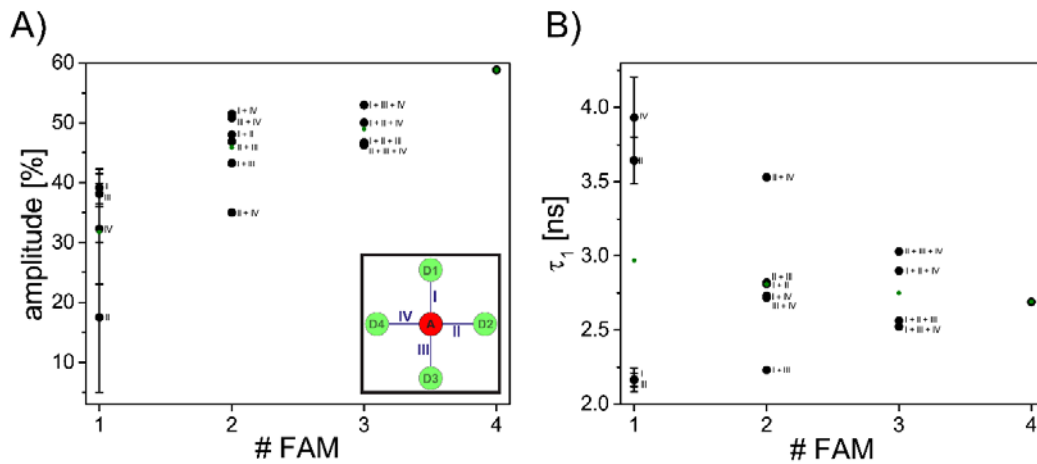 A)
amplitude [%]
60
50
40
30
20
10
I
III
IV
II
I + IV
III + IV
I + II
II + III
I + III
II + IV
I + III + IV
I + II + IV
I + II + III
II + III + IV
D1
I
D4
IV
A
II
D2
III
D3
1
2
3
4
# FAM
B)
τ1 [ns]
4.0
3.5
3.0
2.5
2.0
IV
II
I
III
II + IV
II + III
I + II
I + IV
III + IV
I + III
II + III + IV
I + II + IV
I + II + III
I + III + IV
1
2
3
4
# FAM